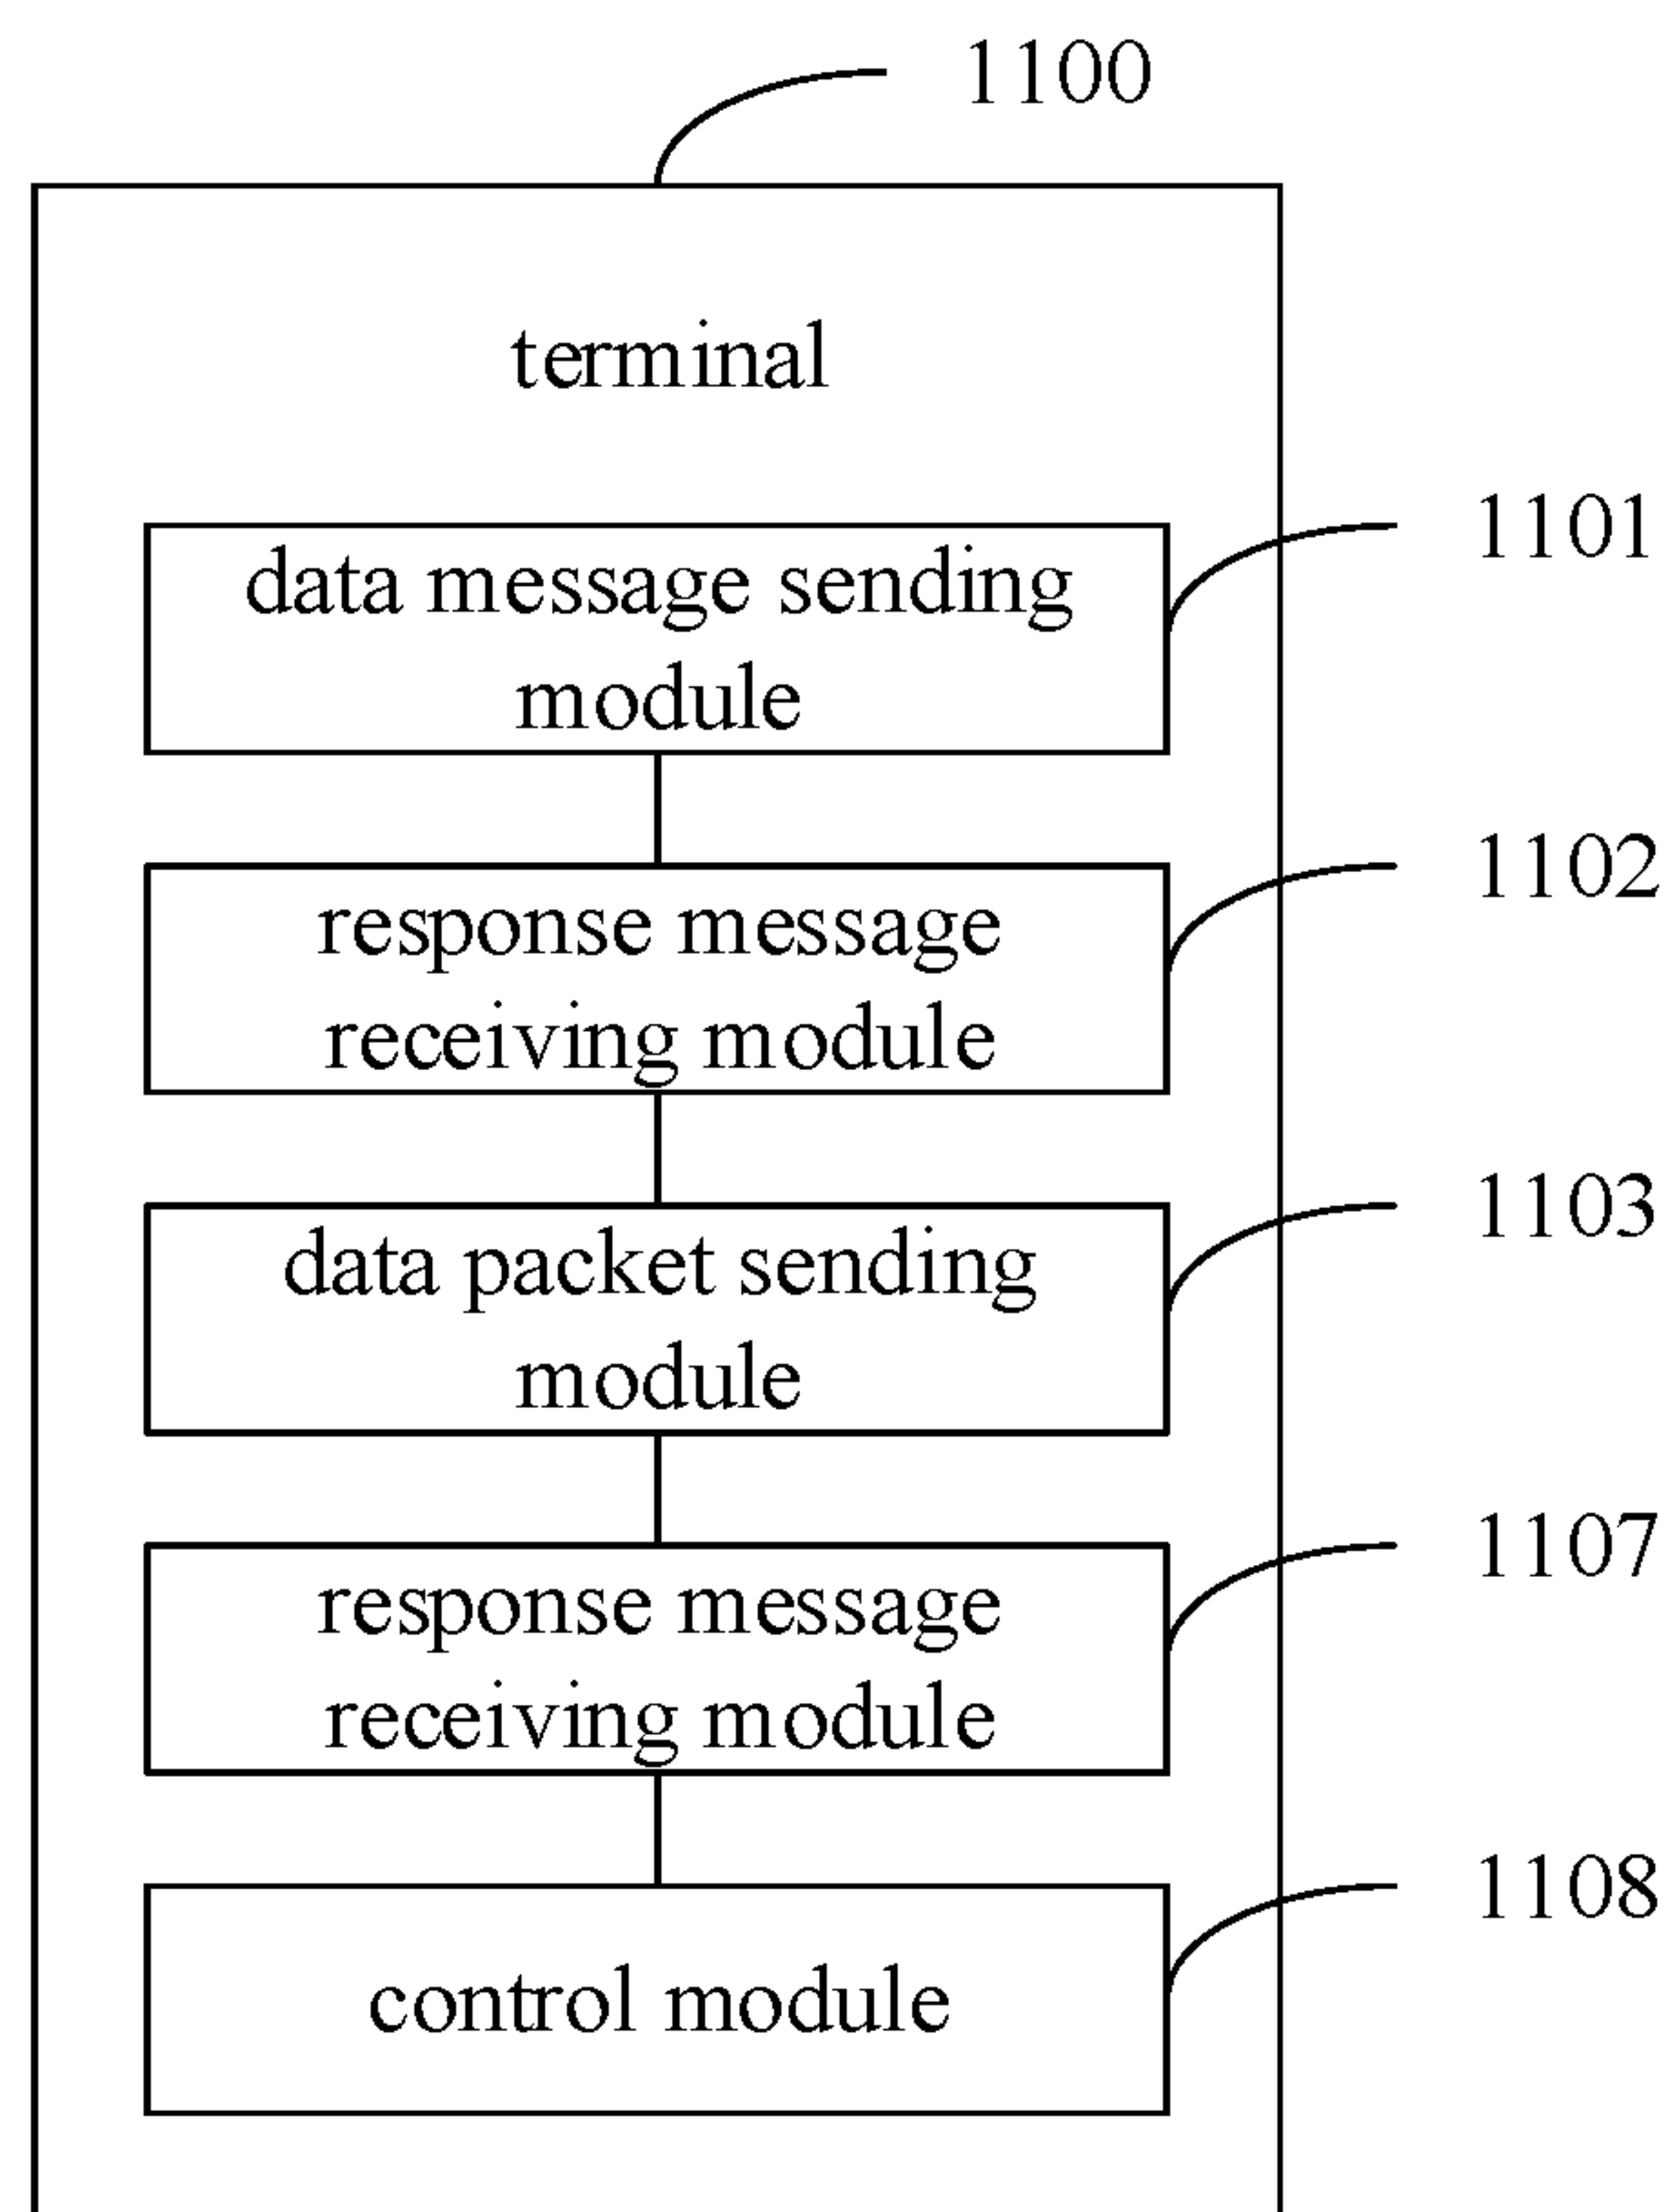 1100
terminal
data message sending
module
1101
response message
receiving module
1102
data packet sending
module
1103
response message
receiving module
1107
control module
1108